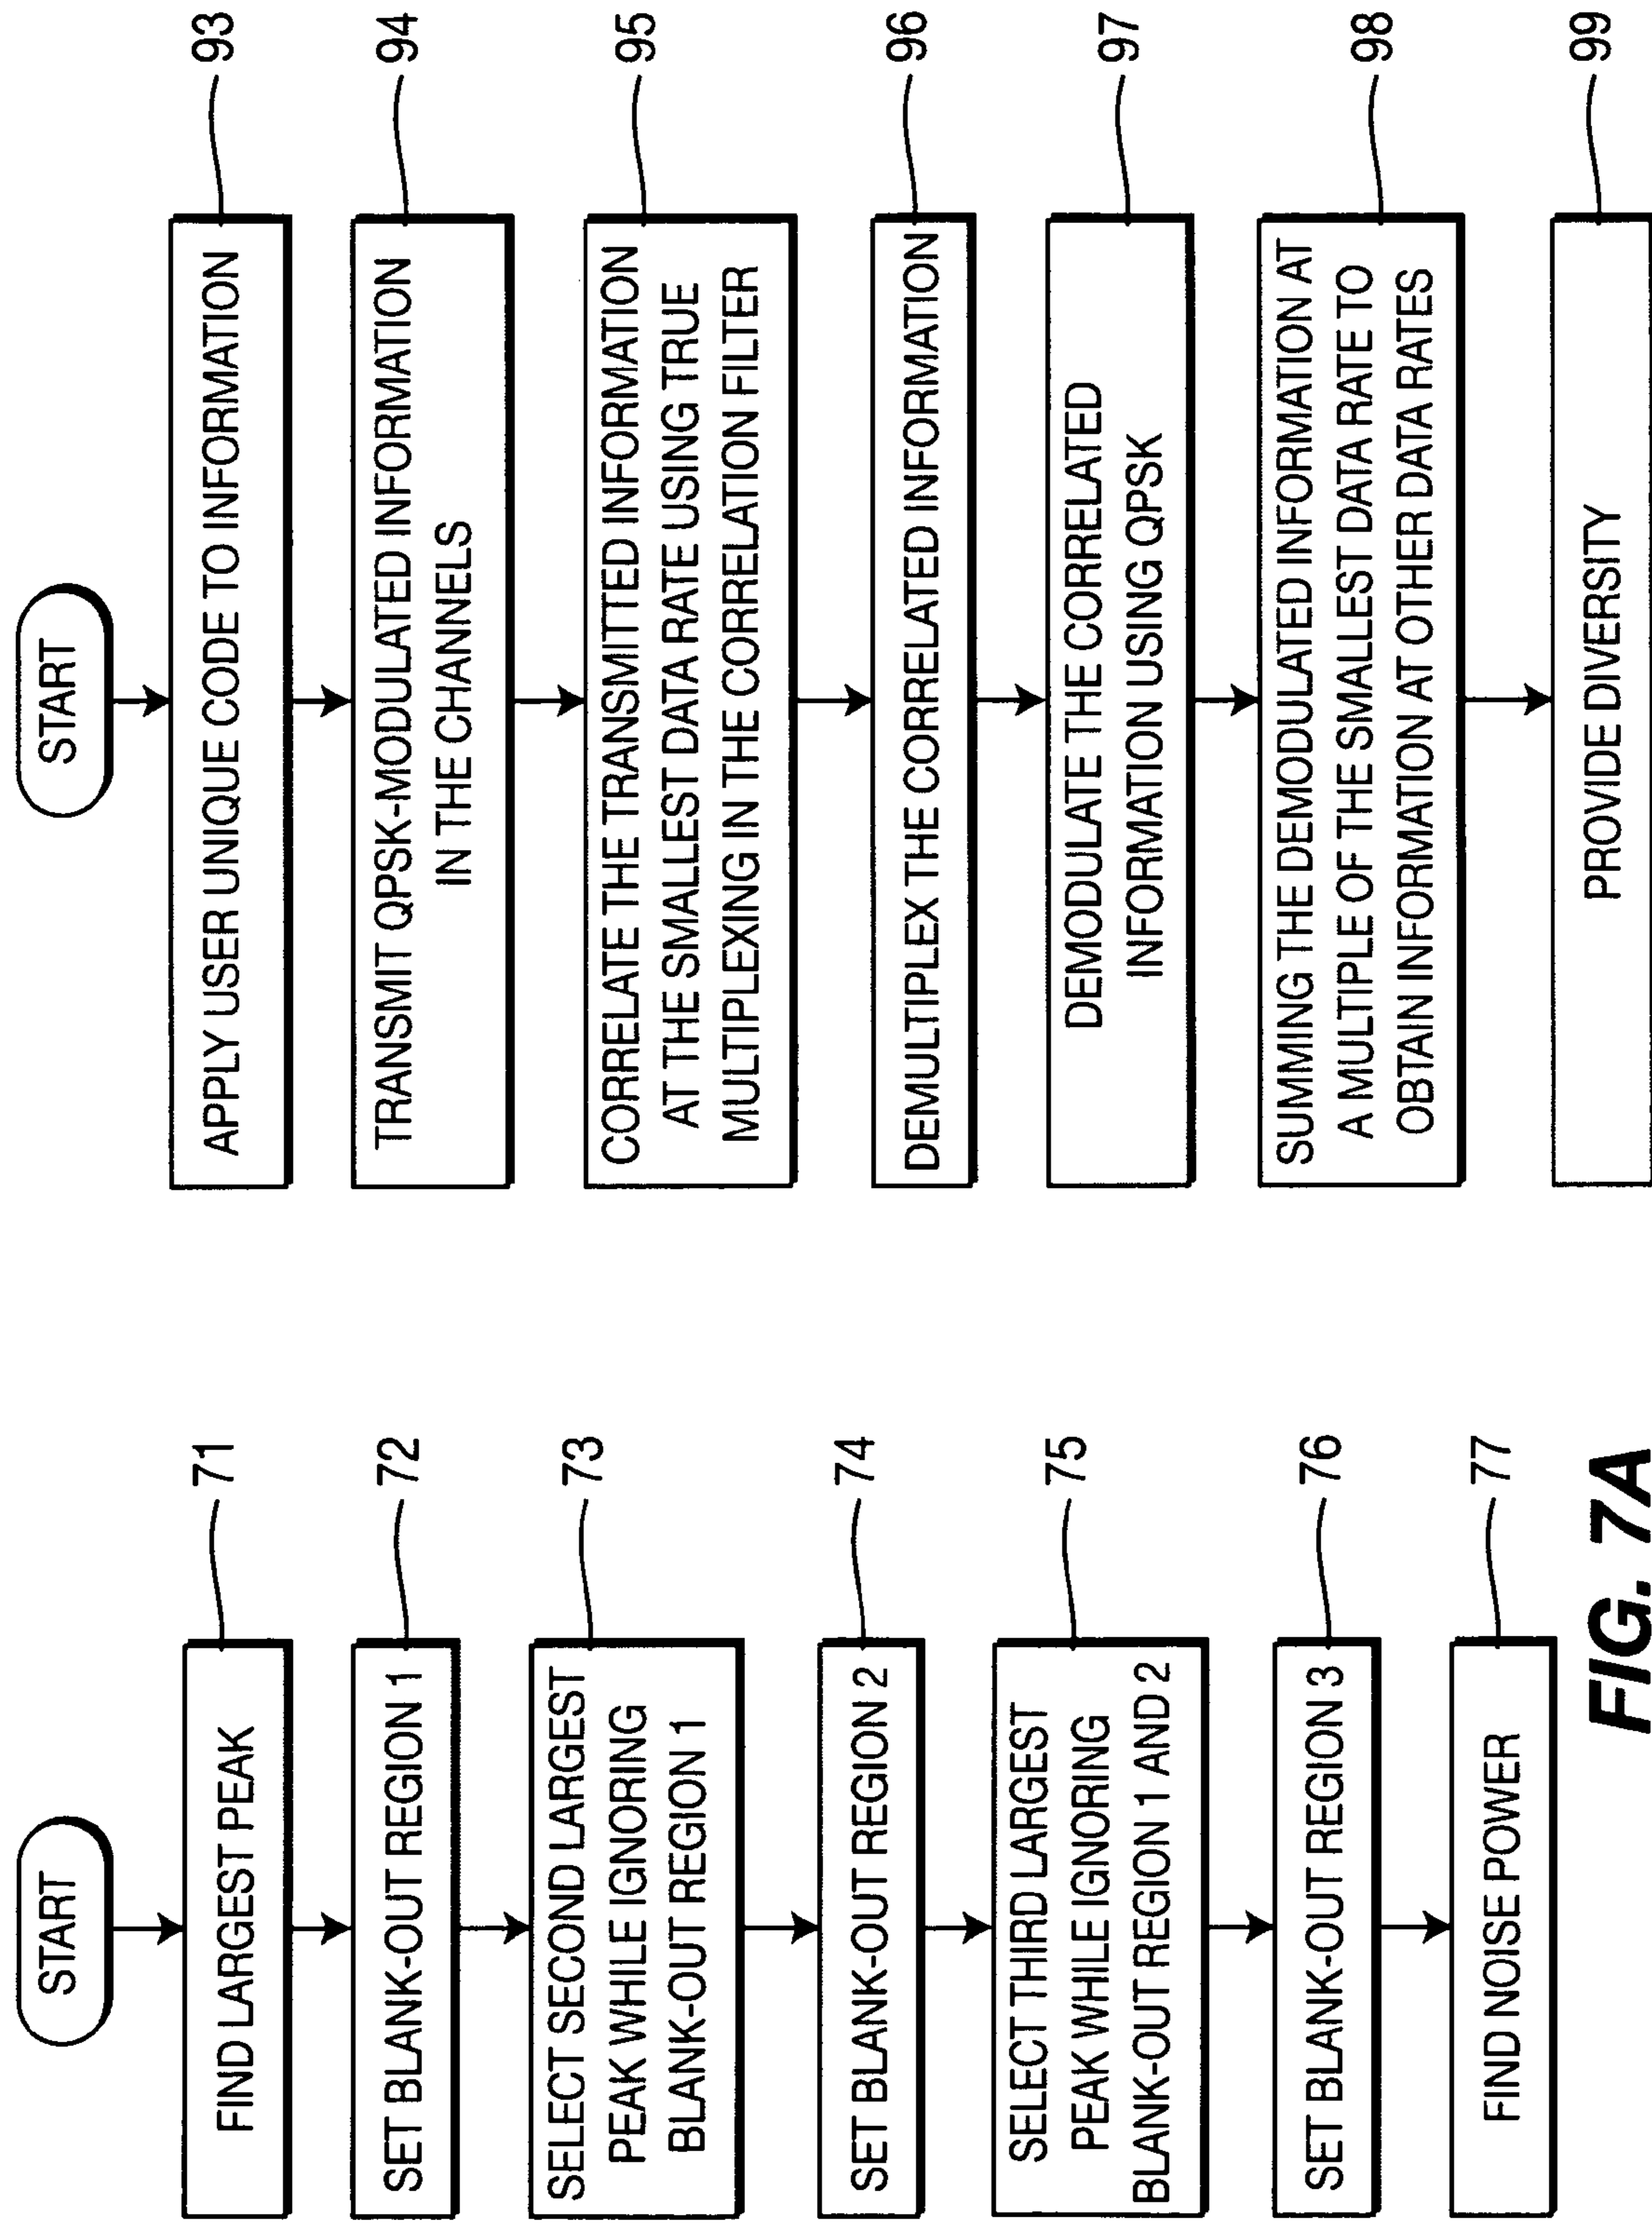 START
FIND LARGEST PEAK
71
SET BLANK-OUT REGION 1
72
SELECT SECOND LARGEST
PEAK WHILE IGNORING
BLANK-OUT REGION 1
73
SET BLANK-OUT REGION 2
74
SELECT THIRD LARGEST
PEAK WHILE IGNORING
BLANK-OUT REGION 1 AND 2
75
SET BLANK-OUT REGION 3
76
FIND NOISE POWER
77
FIG. 7A
START
APPLY USER UNIQUE CODE TO INFORMATION
93
TRANSMIT QPSK-MODULATED INFORMATION
IN THE CHANNELS
94
CORRELATE THE TRANSMITTED INFORMATION
AT THE SMALLEST DATA RATE USING TRUE
MULTIPLEXING IN THE CORRELATION FILTER
95
DEMULTIPLEX THE CORRELATED INFORMATION
96
DEMODULATE THE CORRELATED
INFORMATION USING QPSK
97
SUMMING THE DEMODULATED INFORMATION AT
A MULTIPLE OF THE SMALLEST DATA RATE TO
OBTAIN INFORMATION AT OTHER DATA RATES
98
PROVIDE DIVERSITY
99